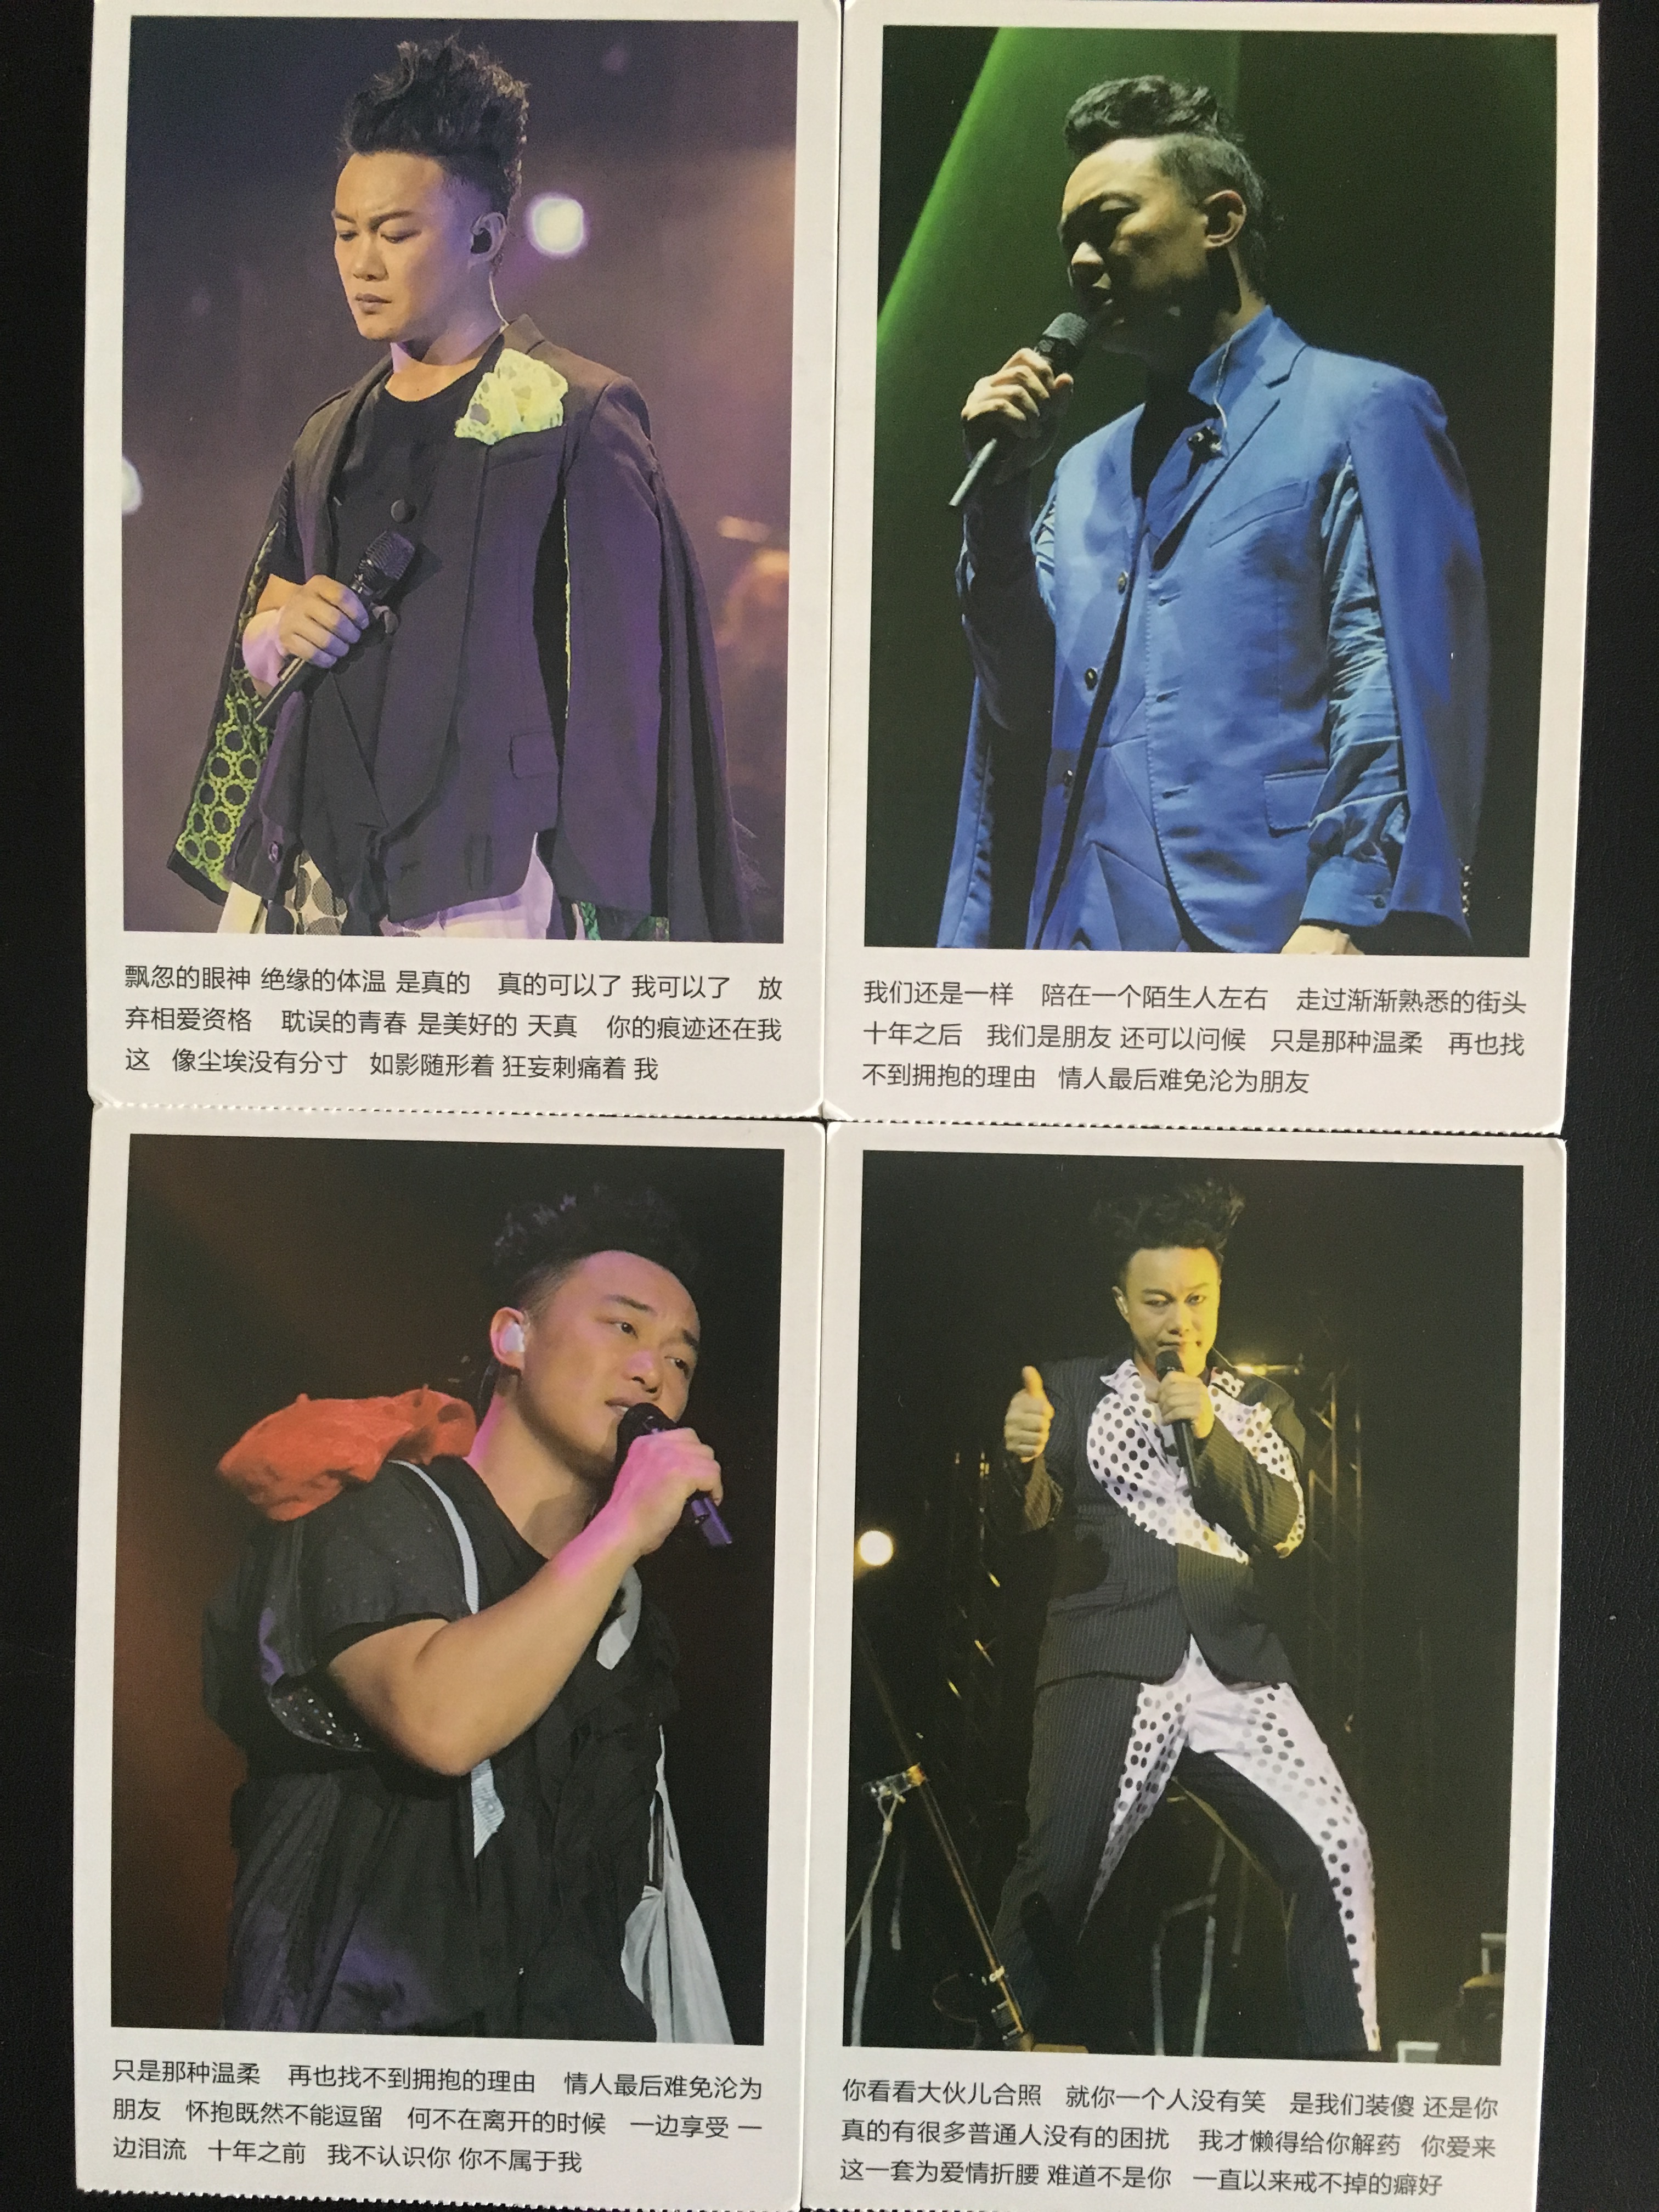 飘忽的眼神 绝缘的体温 是真的　真的可以了 我可以了　放
弃相爱资格　耽误的青春 是美好的 天真　你的痕迹还在我
这　像尘埃没有分寸　如影随形着 狂妄刺痛着 我
我们还是一样　陪在一个陌生人左右　走过渐渐熟悉的街头
十年之后　我们是朋友 还可以问候　只是那种温柔　再也找
不到拥抱的理由　情人最后难免沦为朋友
只是那种温柔　再也找不到拥抱的理由　情人最后难免沦为
朋友　怀抱既然不能逗留　何不在离开的时候　一边享受 一
边泪流　十年之前　我不认识你 你不属于我
你看看大伙儿合照　就你一个人没有笑　是我们装傻 还是你
真的有很多普通人没有的困扰　我才懒得给你解药　你爱来
这一套为爱情折腰 难道不是你　一直以来戒不掉的癖好